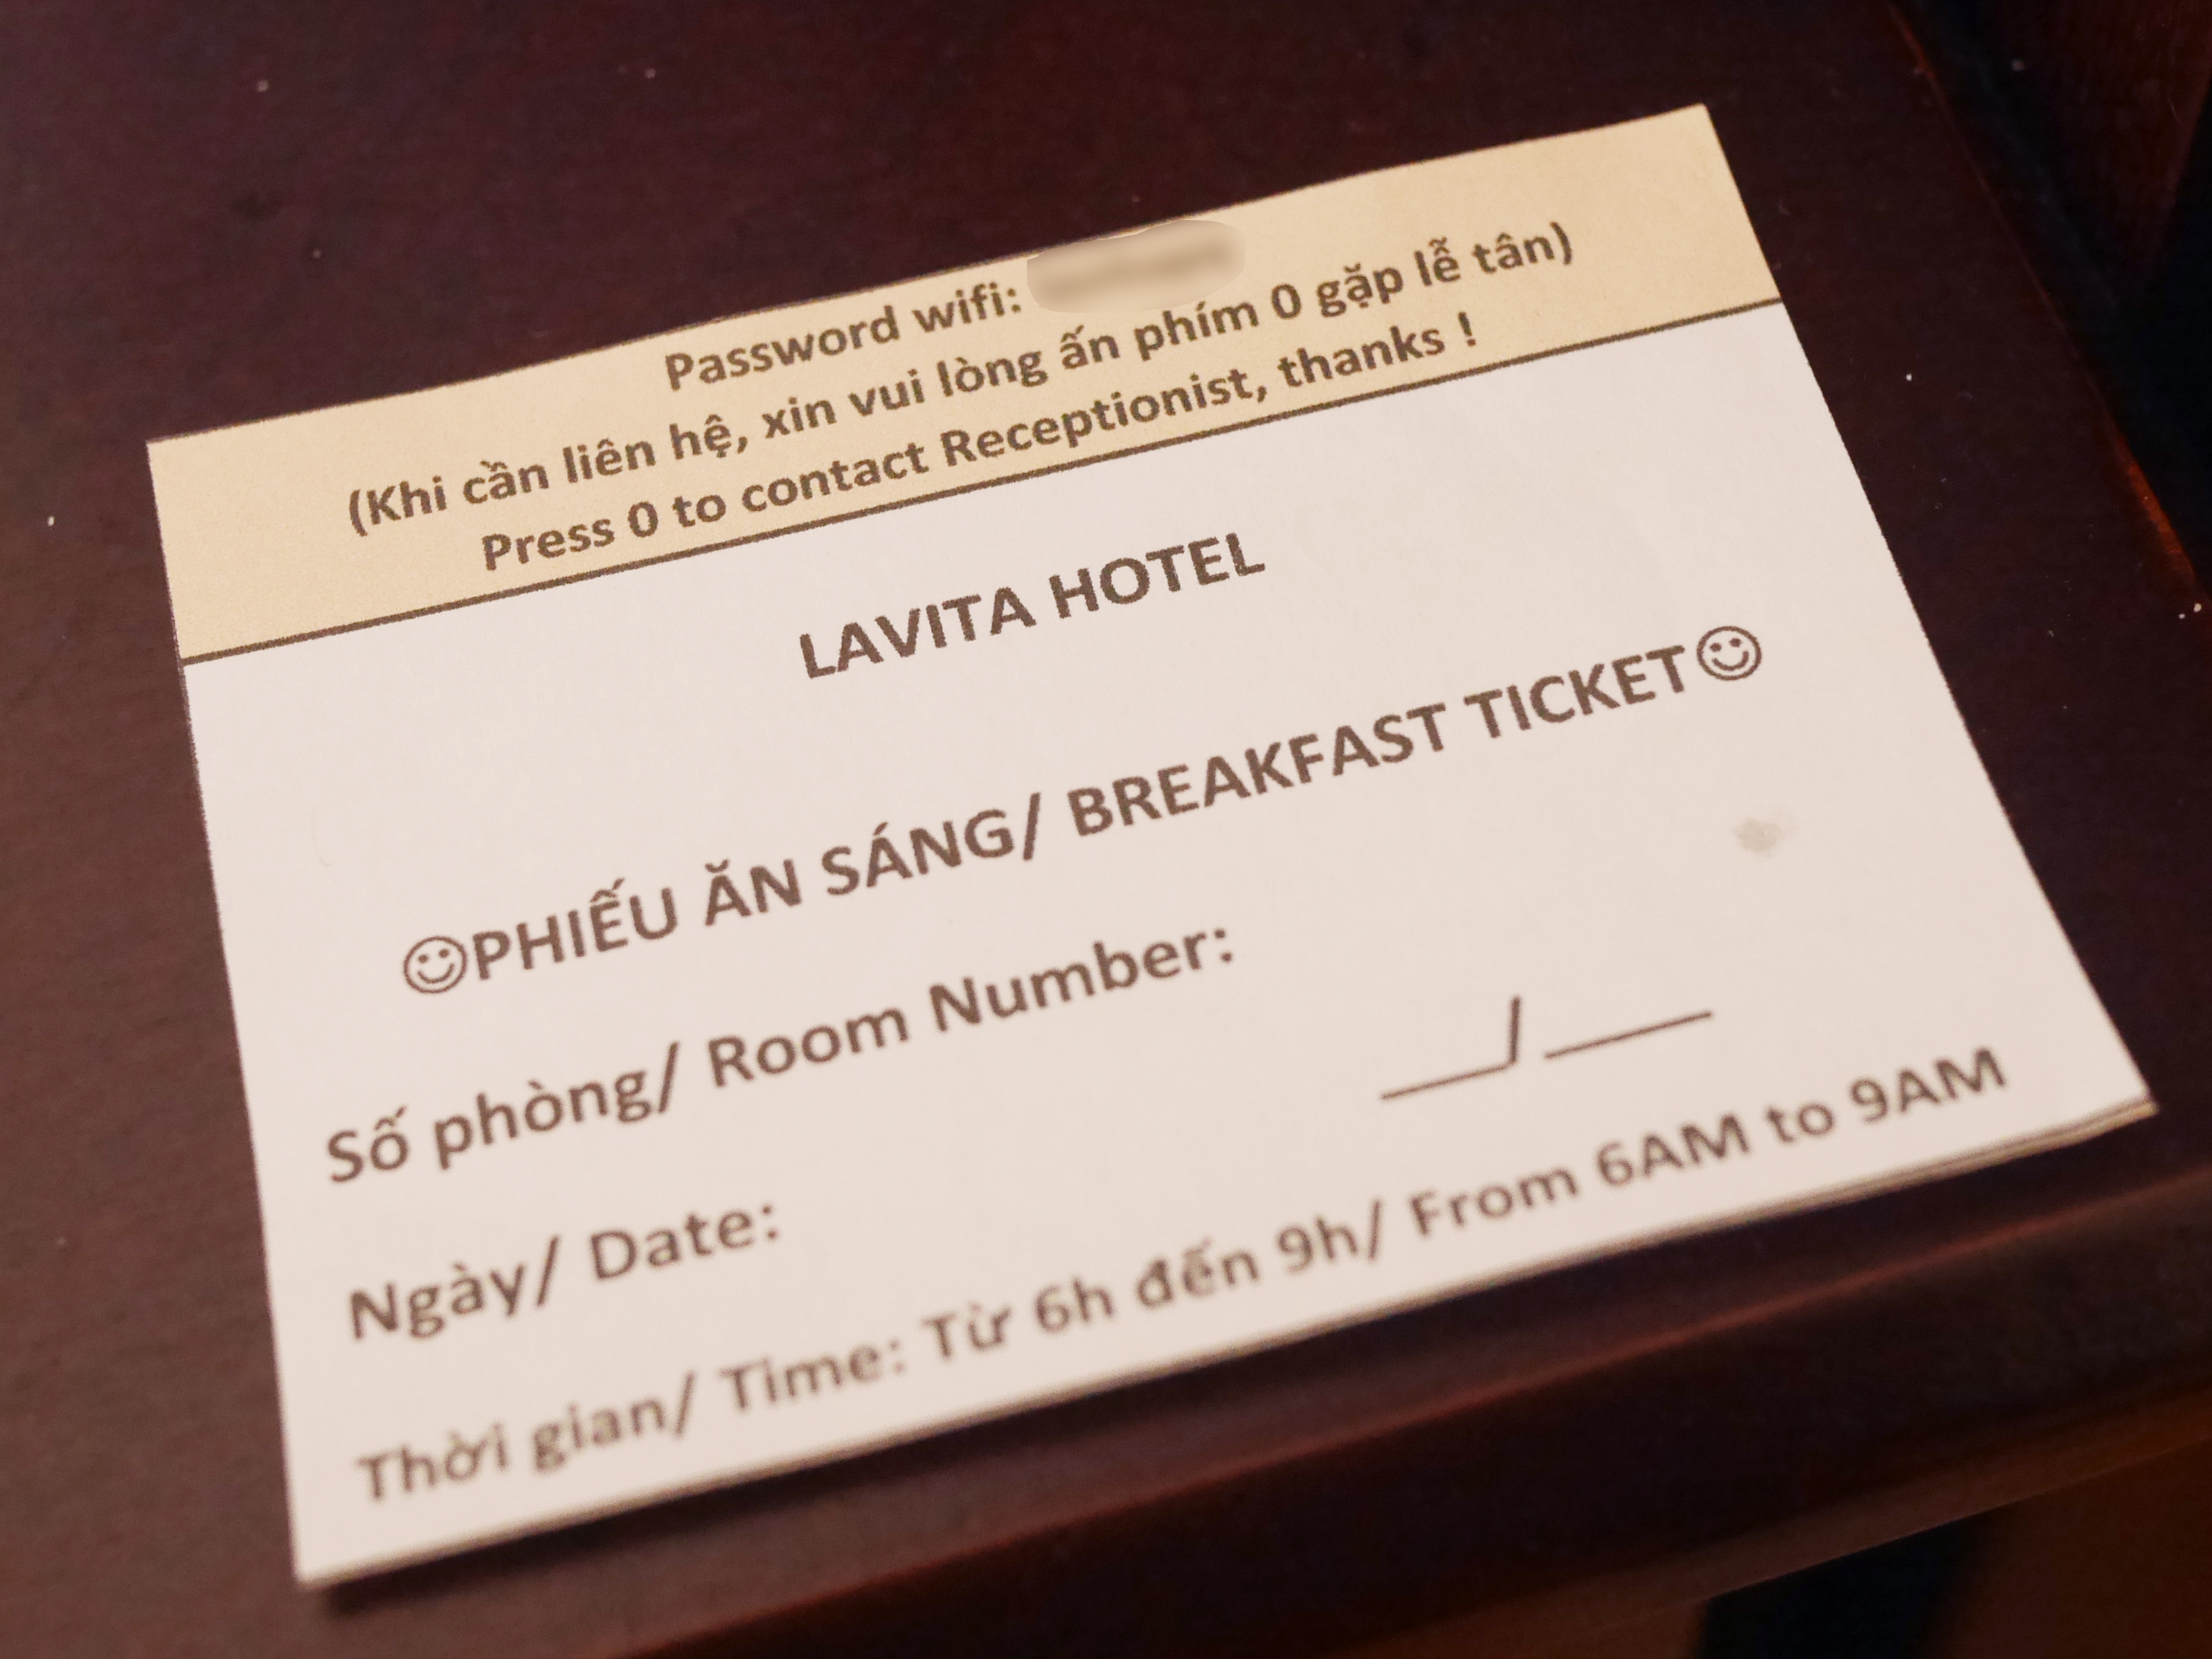 Password wifi:
(Khi cần liên hệ, xin vui lòng ấn phím 0 gặp lễ tân)
Press 0 to contact Receptionist, thanks !
LAVITA HOTEL
☺PHIẾU ĂN SÁNG/ BREAKFAST TICKET☺
Số phòng/ Room Number:
Ngày/ Date: ___/___
Thời gian/ Time: Từ 6h đến 9h/ From 6AM to 9AM